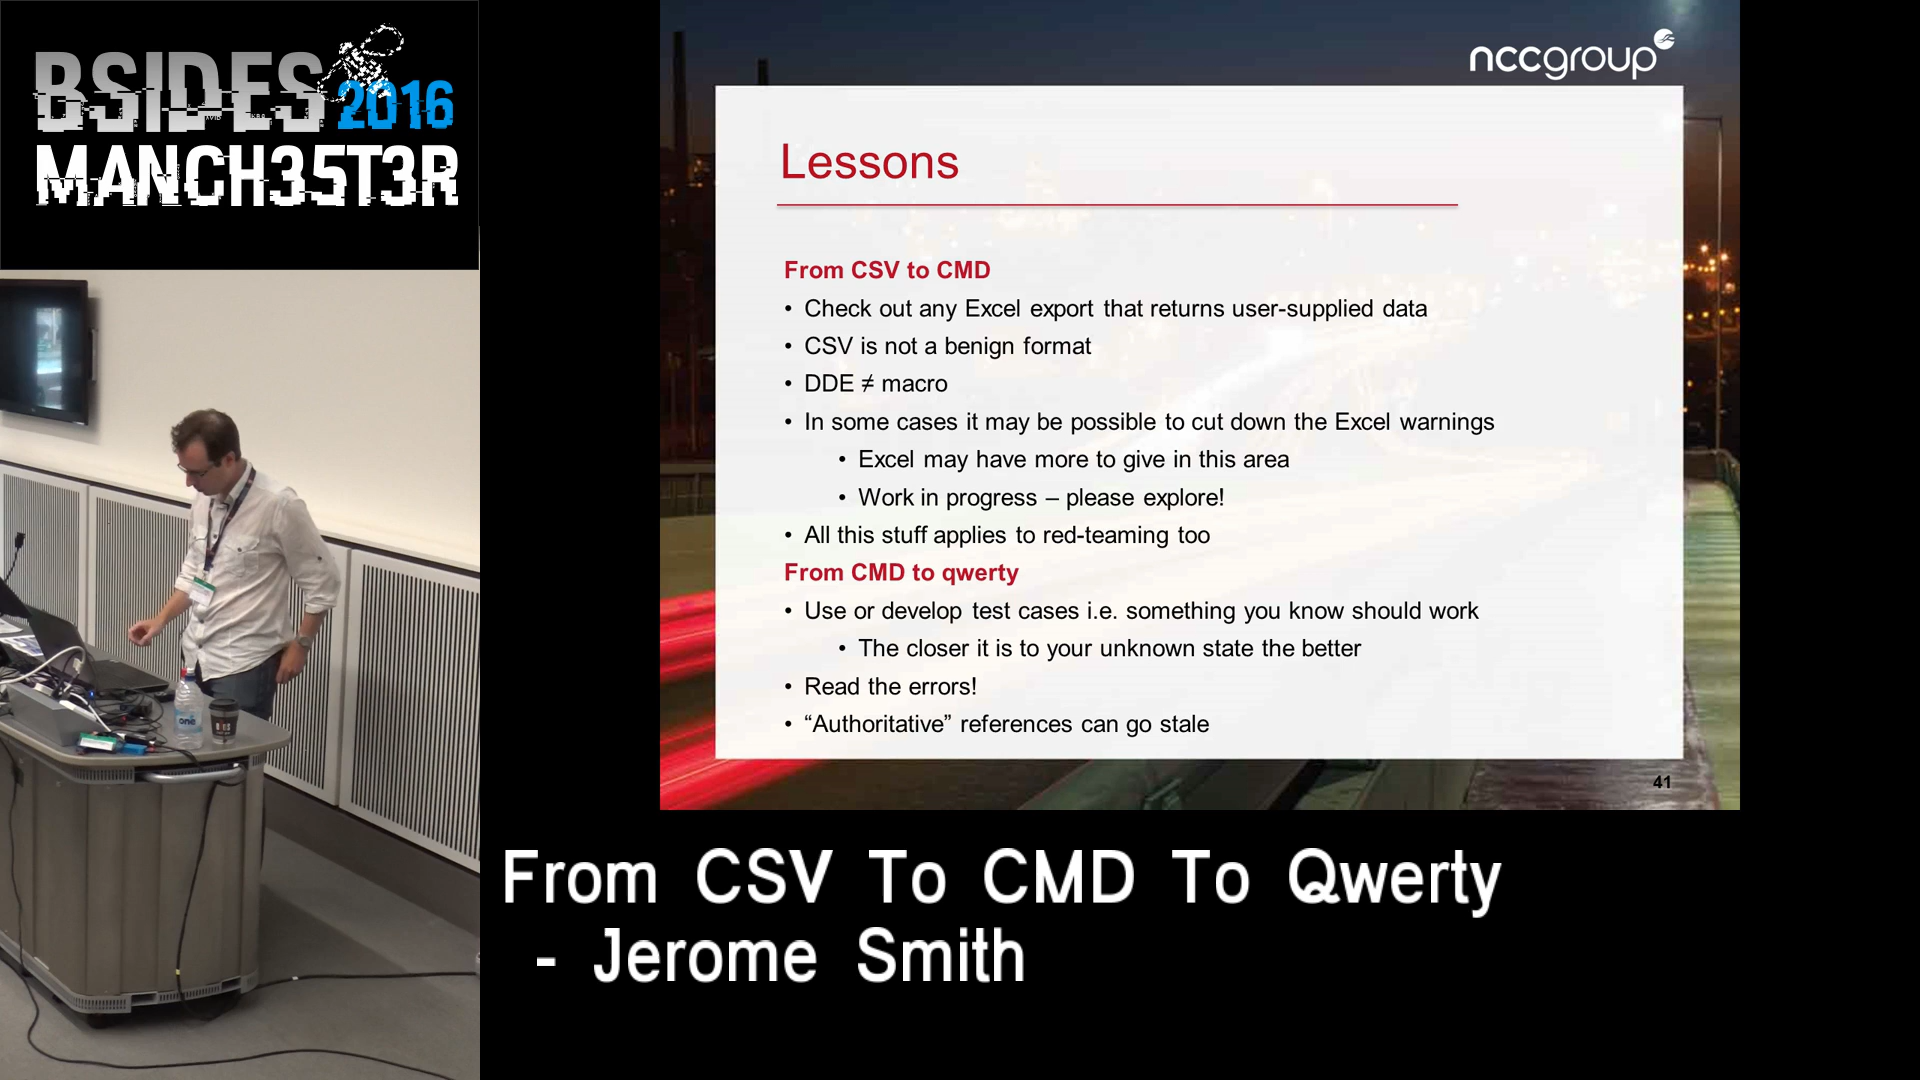 BSIDES 2016
MANCH35T3R
nccgroup
Lessons
From CSV to CMD
• Check out any Excel export that returns user-supplied data
• CSV is not a benign format
• DDE ≠ macro
• In some cases it may be possible to cut down the Excel warnings
• Excel may have more to give in this area
• Work in progress – please explore!
• All this stuff applies to red-teaming too
From CMD to qwerty
• Use or develop test cases i.e. something you know should work
• The closer it is to your unknown state the better
• Read the errors!
• “Authoritative” references can go stale
41
one
From CSV To CMD To Qwerty
- Jerome Smith